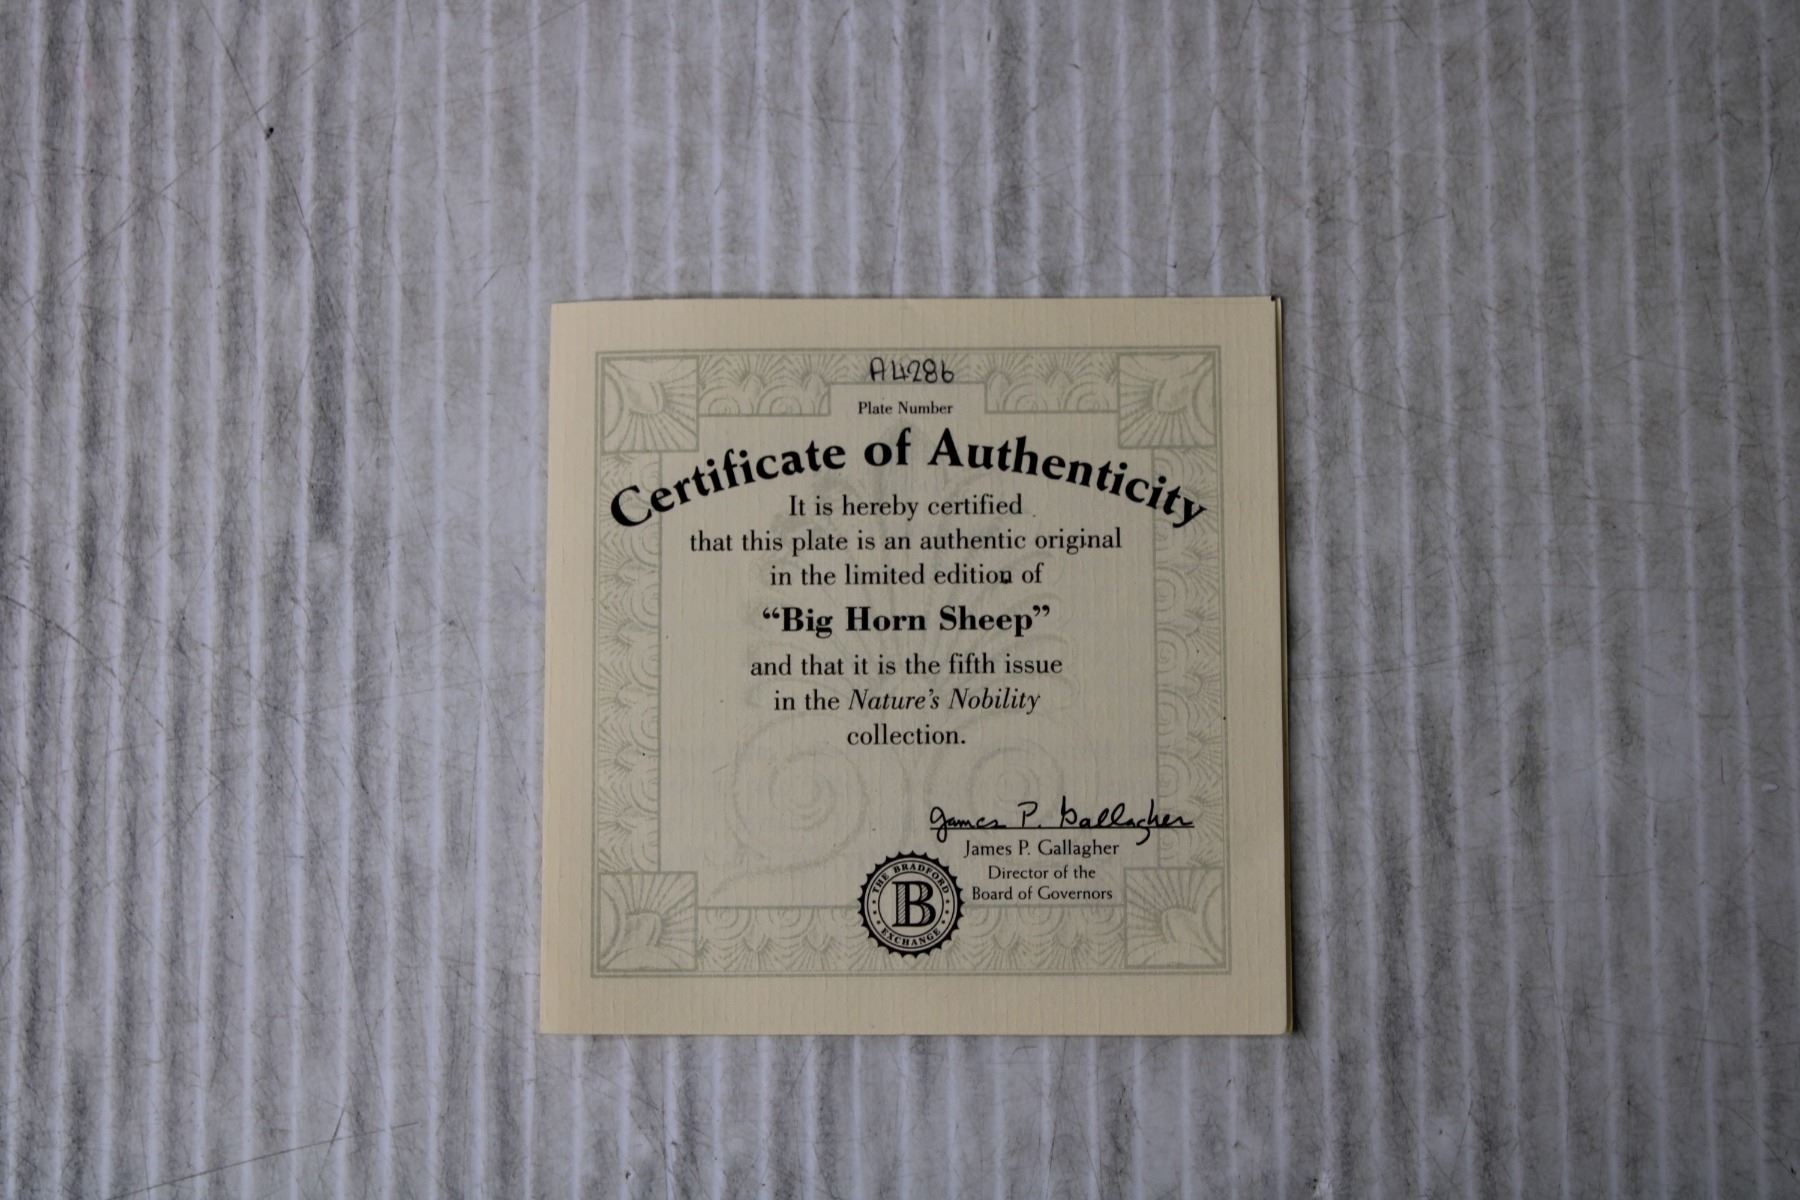 A4286
Plate Number
Certificate of Authenticity
It is hereby certified
that this plate is an authentic original
in the limited edition of
“Big Horn Sheep”
and that it is the fifth issue
in the Nature's Nobility
collection.
James P. Gallagher
James P. Gallagher
Director of the
Board of Governors
THE BRADFORD
B
EXCHANGE